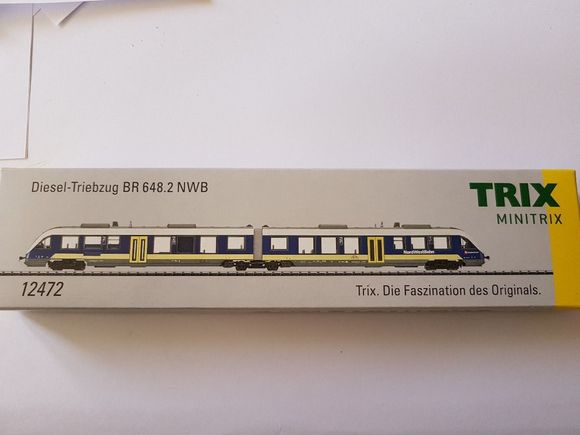 Diesel-Triebzug BR 648.2 NWB
TRIX
MINITRIX
NordWestBahn
12472
Trix. Die Faszination des Originals.